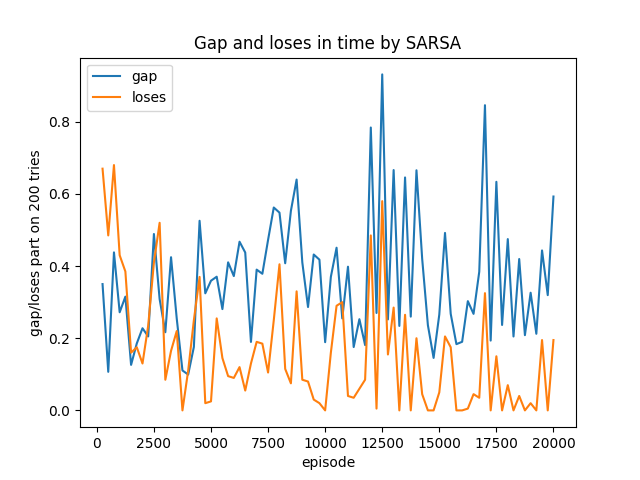 Gap and loses in time by SARSA
gap
loses
gap/loses part on 200 tries
0.8
0.6
0.4
0.2
0.0
0 2500 5000 7500 10000 12500 15000 17500 20000
episode